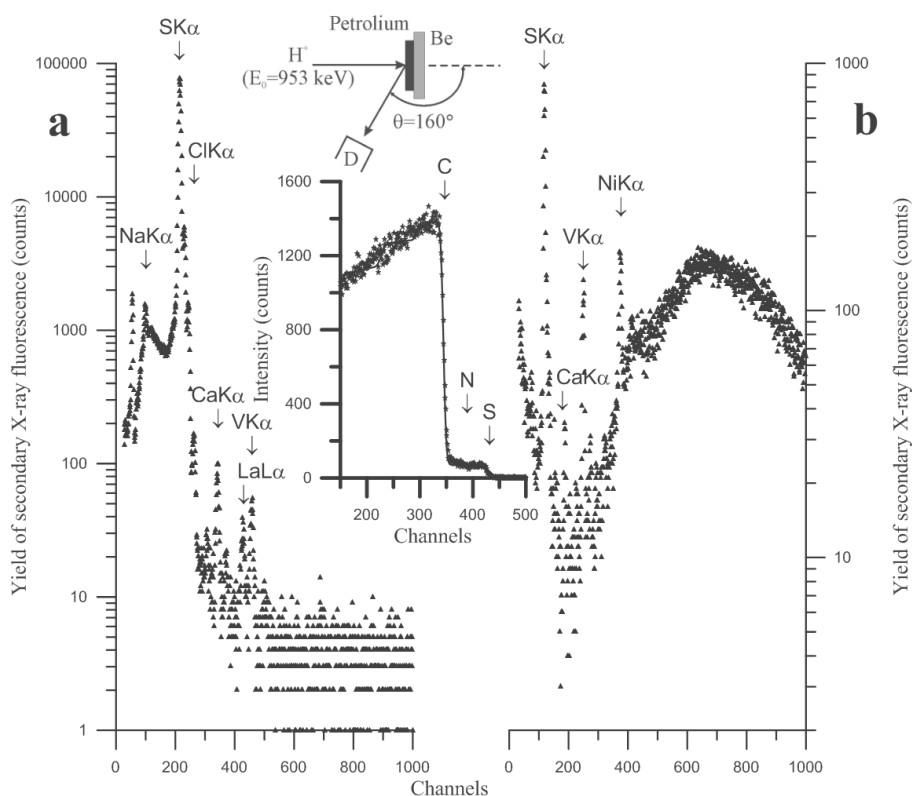 SKα
Petrolium
Be
H⁺
(E₀=953 keV)
θ=160°
D
SKα
a
b
ClKα
NaKα
CaKα
VKα
LaLα
NiKα
VKα
CaKα
C
N
S
Yield of secondary X-ray fluorescence (counts)
100000
10000
1000
100
10
1
0
200
400
600
800
1000
Intensity (counts)
1600
1200
800
400
0
200
300
400
500
Channels
0
200
400
600
800
1000
Channels
1000
100
10
Yield of secondary X-ray fluorescence (counts)